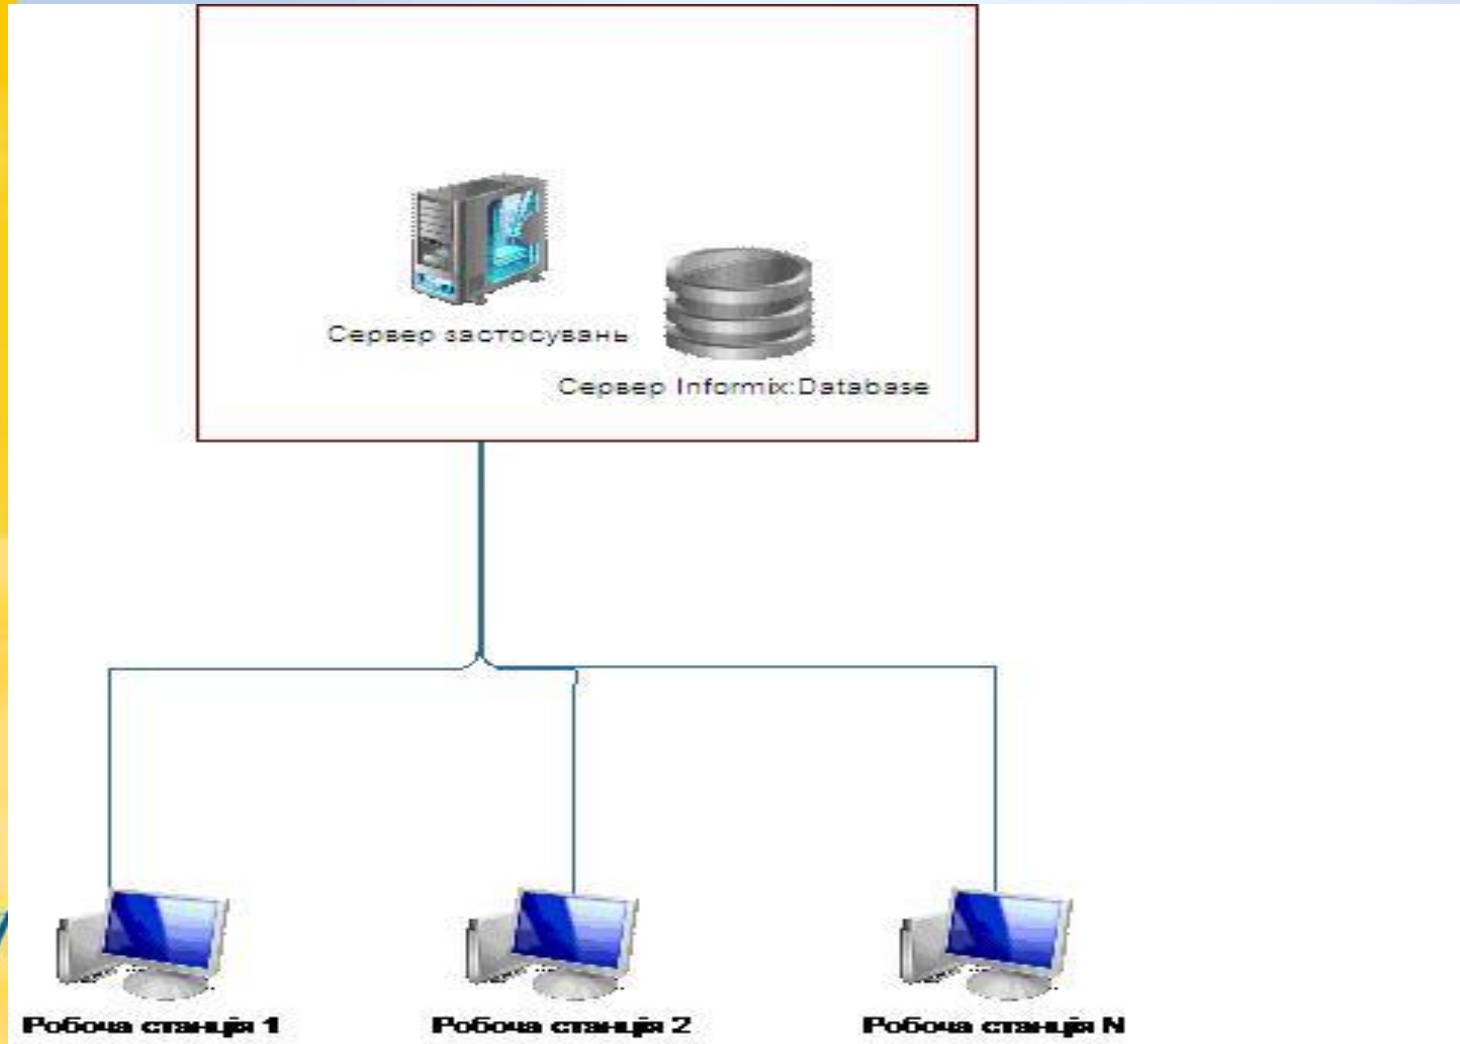 Сервер застосувань
Сервер Informix:Database
Робоча станція 1
Робоча станція 2
Робоча станція N